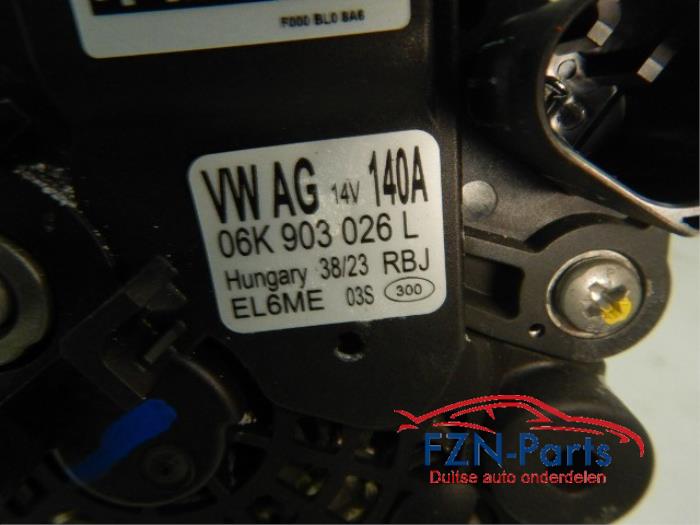 F000 BL0 8A6
VW AG 14V 140A
06K 903 026 L
Hungary 38/23 RBJ
EL6ME 03S 300
FZN-Parts
Duitse auto onderdelen